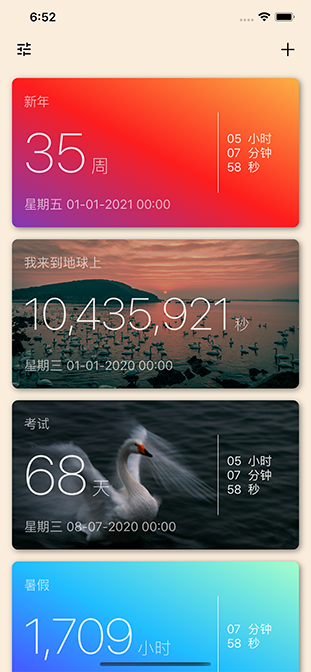 6:52
新年
35 周
05 小时
07 分钟
58 秒
星期五 01-01-2021 00:00
我来到地球上
10,435,921 秒
星期三 01-01-2020 00:00
考试
68 天
05 小时
07 分钟
58 秒
星期三 08-07-2020 00:00
暑假
1,709 小时
07 分钟
58 秒